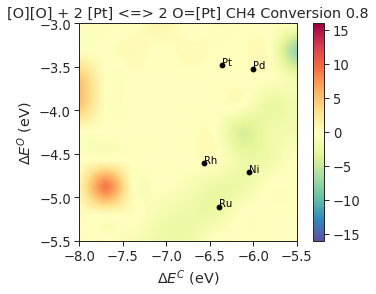 [O][O] + 2 [Pt] <=> 2 O=[Pt] CH4 Conversion 0.8
−3.0
−3.5
−4.0
−4.5
−5.0
−5.5
ΔE^O (eV)
Pt
Pd
Rh
Ni
Ru
−8.0 −7.5 −7.0 −6.5 −6.0 −5.5
ΔE^C (eV)
15
10
5
0
−5
−10
−15